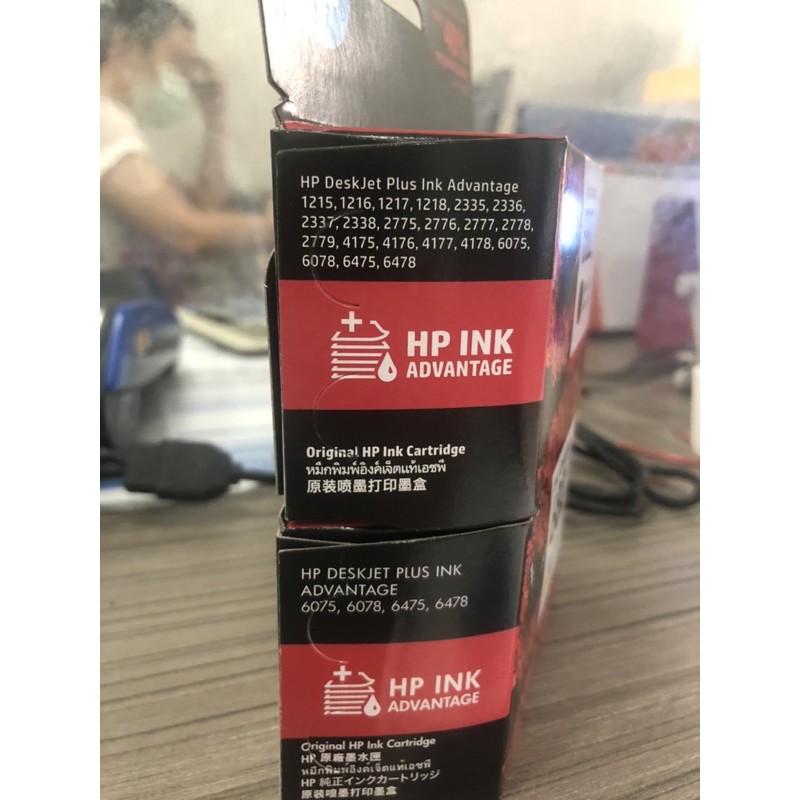 HP DeskJet Plus Ink Advantage
1215, 1216, 1217, 1218, 2335, 2336,
2337, 2338, 2775, 2776, 2777, 2778,
2779, 4175, 4176, 4177, 4178, 6075,
6078, 6475, 6478
HP INK
ADVANTAGE
Original HP Ink Cartridge
หมึกพิมพ์อิงค์เจ็ตแท้เอชพี
原装喷墨打印墨盒
HP DESKJET PLUS INK
ADVANTAGE
6075, 6078, 6475, 6478
HP INK
ADVANTAGE
Original HP Ink Cartridge
HP 原廠墨水匣
หมึกพิมพ์อิงค์เจ็ตแท้เอชพี
HP 純正インクカートリッジ
原装喷墨打印墨盒